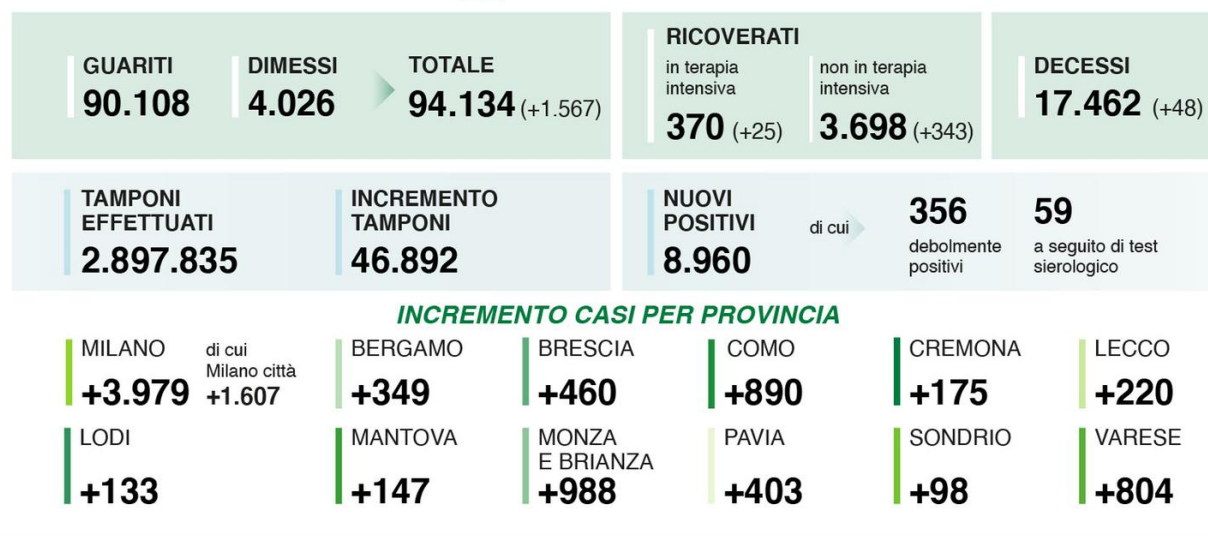 GUARITI
90.108
DIMESSI
4.026
TOTALE
94.134 (+1.567)
RICOVERATI
in terapia
intensiva
370 (+25)
non in terapia
intensiva
3.698 (+343)
DECESSI
17.462 (+48)
TAMPONI
EFFETTUATI
2.897.835
INCREMENTO
TAMPONI
46.892
NUOVI
POSITIVI
8.960
di cui
356
debolmente
positivi
59
a seguito di test
sierologico
INCREMENTO CASI PER PROVINCIA
MILANO
+3.979
di cui
Milano città
+1.607
BERGAMO
+349
BRESCIA
+460
COMO
+890
CREMONA
+175
LECCO
+220
LODI
+133
MANTOVA
+147
MONZA
E BRIANZA
+988
PAVIA
+403
SONDRIO
+98
VARESE
+804